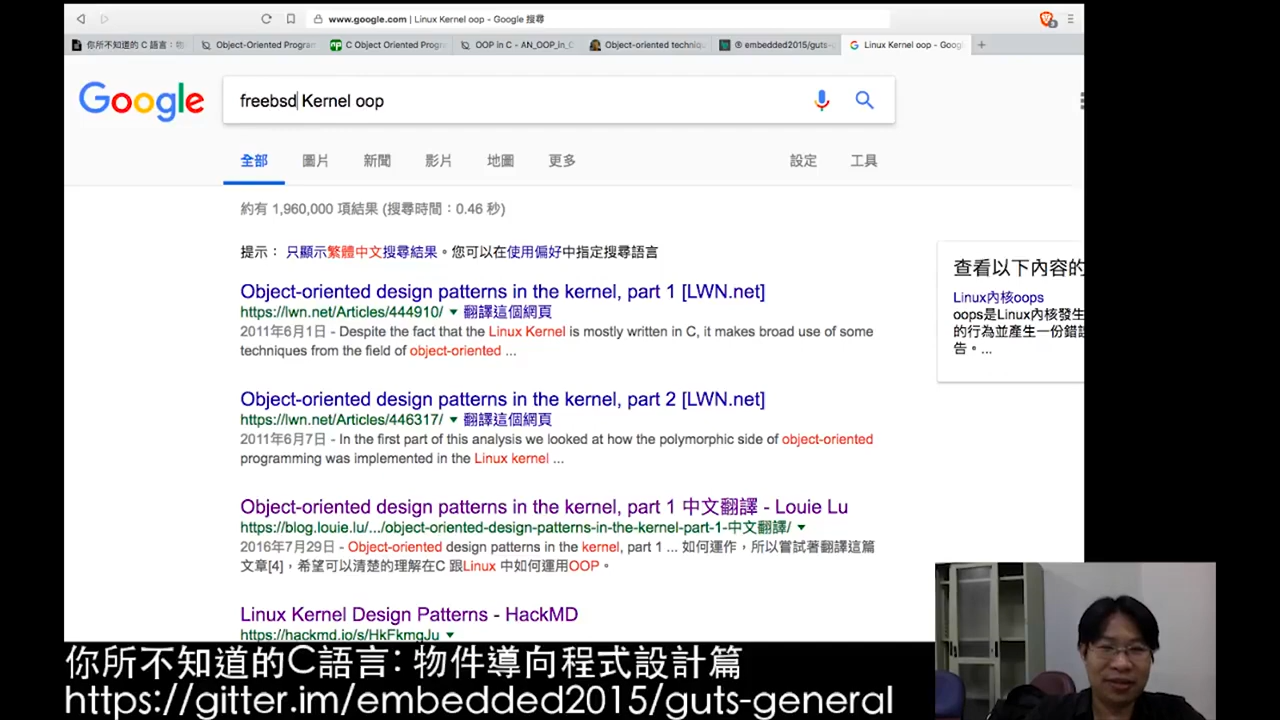 www.google.com | Linux Kernel oop - Google 搜尋
你所不知道的 C 語言：物
Object-Oriented Program
C Object Oriented Progra
OOP in C - AN_OOP_in_C
Object-oriented techniqu
embedded2015/guts-g
Linux Kernel oop - Goog
Google
freebsd Kernel oop
全部 圖片 新聞 影片 地圖 更多 設定 工具
約有 1,960,000 項結果 (搜尋時間：0.46 秒)
提示： 只顯示繁體中文搜尋結果。您可以在使用偏好中指定搜尋語言
Object-oriented design patterns in the kernel, part 1 [LWN.net]
https://lwn.net/Articles/444910/ ▼ 翻譯這個網頁
2011年6月1日 - Despite the fact that the Linux Kernel is mostly written in C, it makes broad use of some
techniques from the field of object-oriented ...
Object-oriented design patterns in the kernel, part 2 [LWN.net]
https://lwn.net/Articles/446317/ ▼ 翻譯這個網頁
2011年6月7日 - In the first part of this analysis we looked at how the polymorphic side of object-oriented
programming was implemented in the Linux kernel ...
Object-oriented design patterns in the kernel, part 1 中文翻譯 - Louie Lu
https://blog.louie.lu/.../object-oriented-design-patterns-in-the-kernel-part-1-中文翻譯/ ▼
2016年7月29日 - Object-oriented design patterns in the kernel, part 1 ... 如何運作，所以嘗試著翻譯這篇
文章[4]，希望可以清楚的理解在C 跟Linux 中如何運用OOP。
Linux Kernel Design Patterns - HackMD
https://hackmd.io/s/HkFkmgJu ▼
查看以下內容的
Linux內核oops
oops是Linux內核發生
的行為並產生一份錯誤
告。...
你所不知道的C語言: 物件導向程式設計篇
https://gitter.im/embedded2015/guts-general